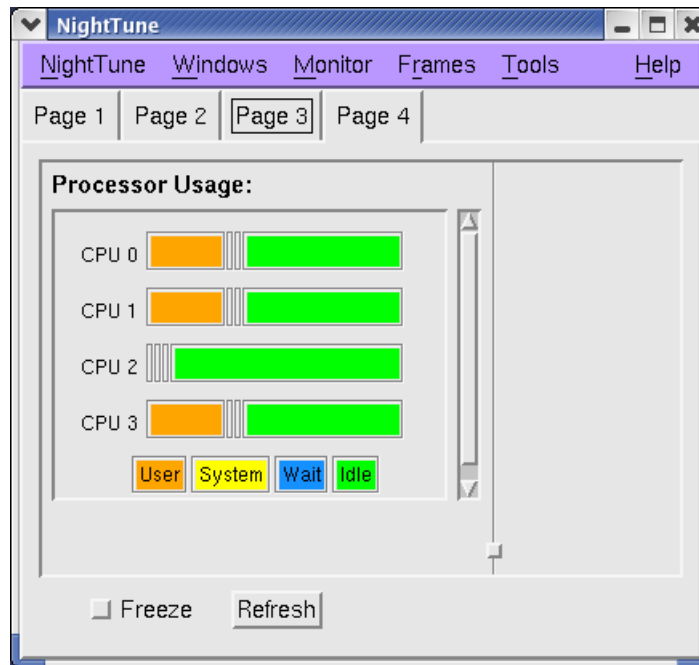 NightTune
NightTune Windows Monitor Frames Tools Help
Page 1 Page 2 Page 3 Page 4
Processor Usage:
CPU 0
CPU 1
CPU 2
CPU 3
User System Wait Idle
Freeze Refresh